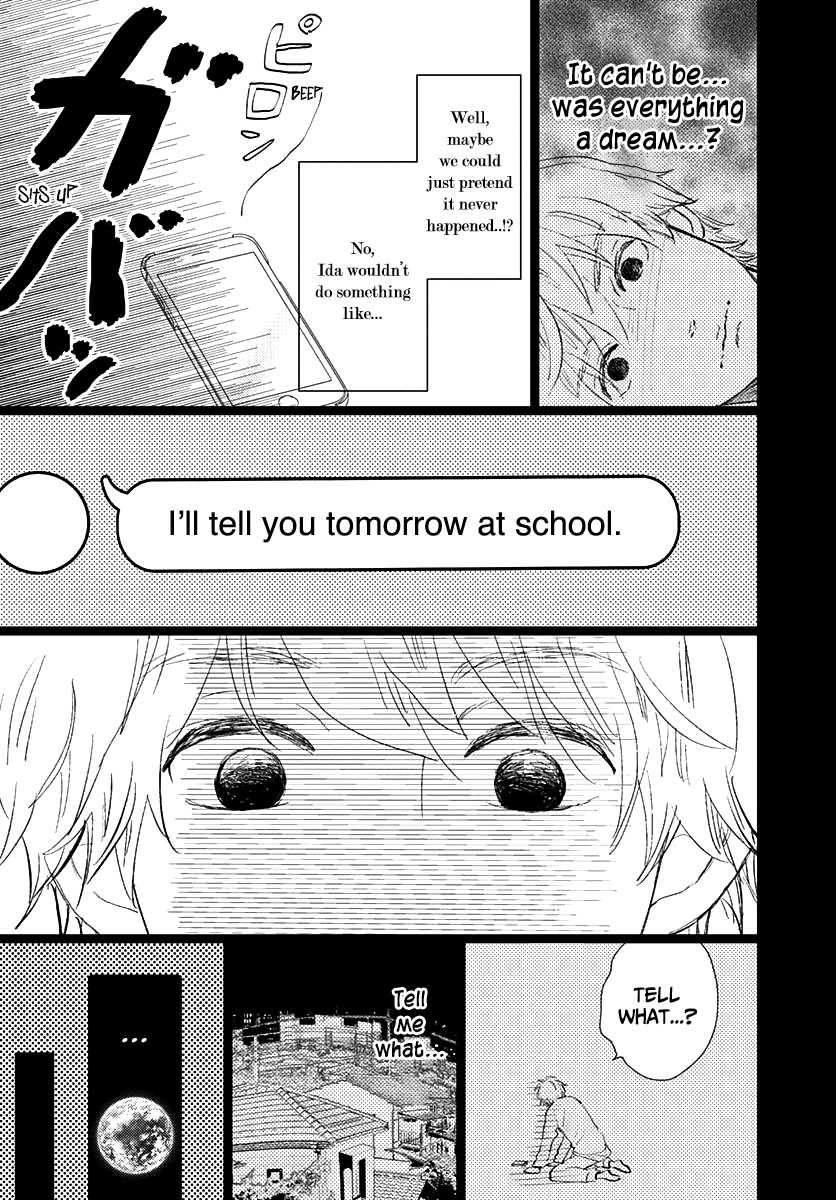 It can't be...
was everything
a dream...?
Well,
maybe
we could
just pretend
it never
happened..!?
No,
Ida wouldn't
do something
like...
ピロン
BEEP
ガバッ
SITS UP
I'll tell you tomorrow at school.
TELL
WHAT...?
Tell
me
what...
...